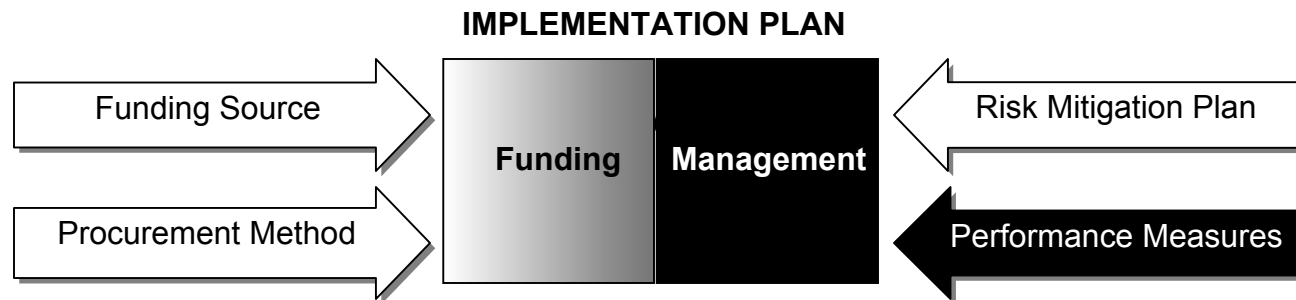 IMPLEMENTATION PLAN
Funding Source
Risk Mitigation Plan
Funding
Management
Procurement Method
Performance Measures